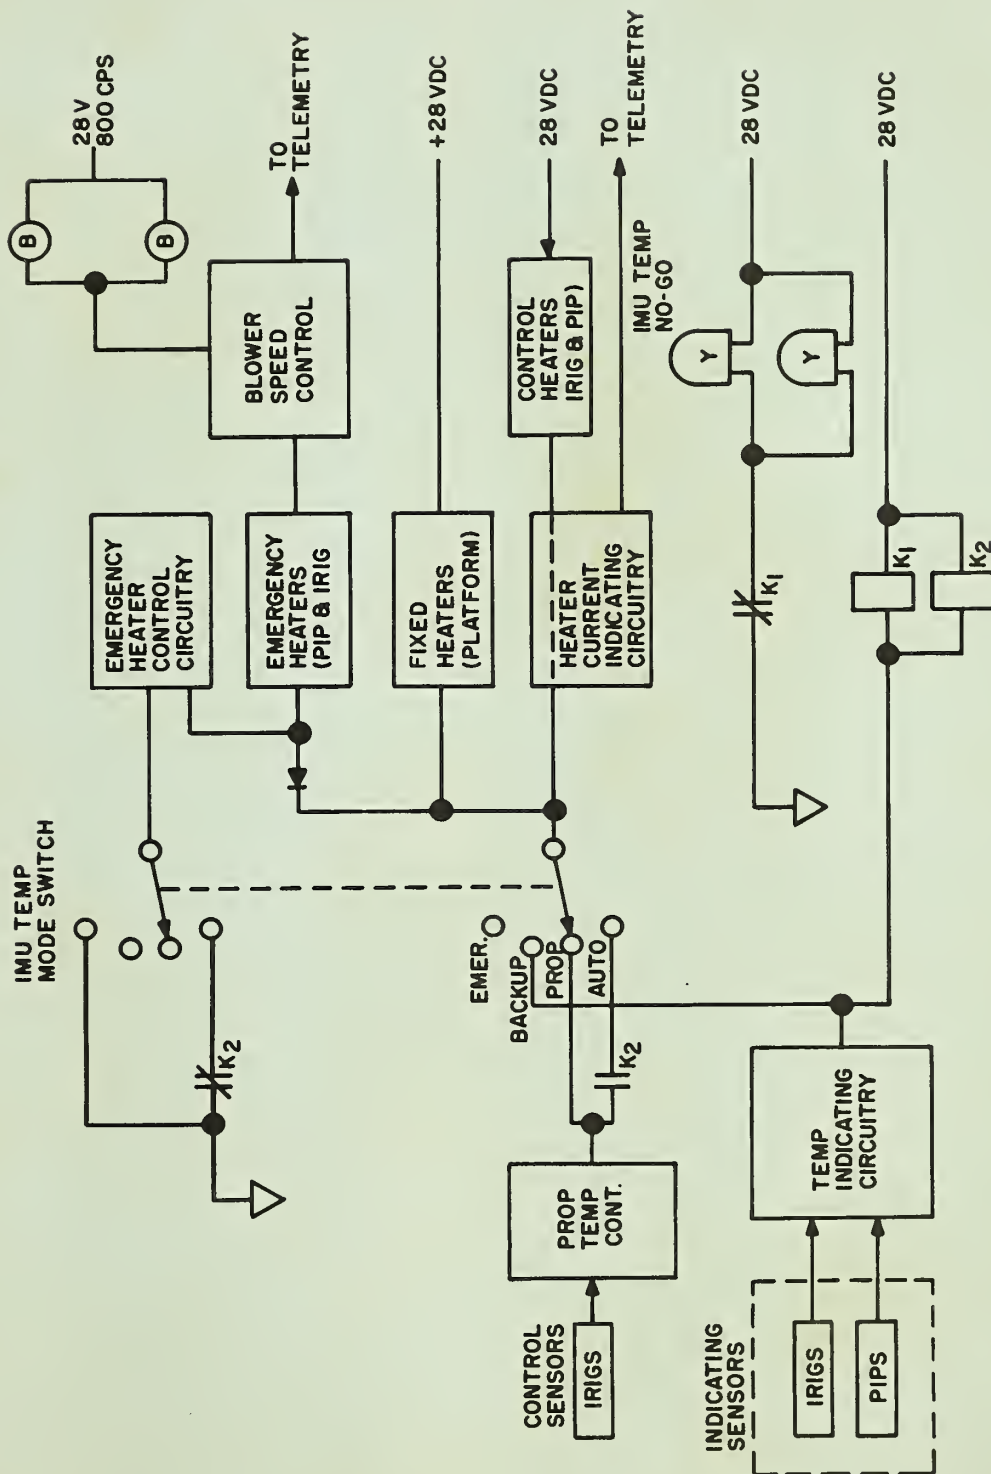 IMU TEMP
MODE SWITCH
28 V
800 CPS
B
B
K2
EMERGENCY
HEATER
CONTROL
CIRCUITRY
BLOWER
SPEED
CONTROL
TO
TELEMETRY
EMERGENCY
HEATERS
(PIP & IRIG
FIXED
HEATERS
(PLATFORM)
+28 VDC
EMER.
BACKUP
PROP
AUTO
K2
CONTROL
SENSORS
IRIGS
PROP
TEMP
CONT.
HEATER
CURRENT
INDICATING
CIRCUITRY
CONTROL
HEATERS
IRIG & PIP)
28 VDC
TO
TELEMETRY
IMU TEMP
NO-GO
Y
Y
28 VDC
K1
INDICATING
SENSORS
IRIGS
PIPS
TEMP
INDICATING
CIRCUITRY
K1
K2
28 VDC